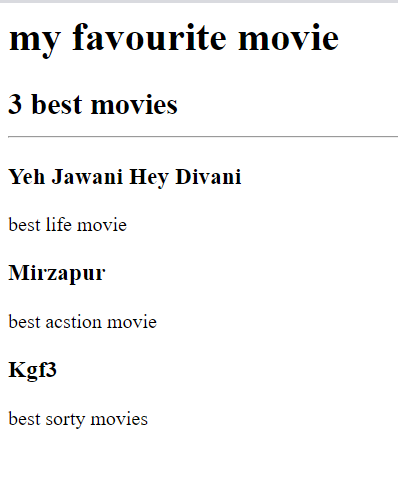 my favourite movie
3 best movies
Yeh Jawani Hey Divani
best life movie
Mirzapur
best acstion movie
Kgf3
best sorty movies